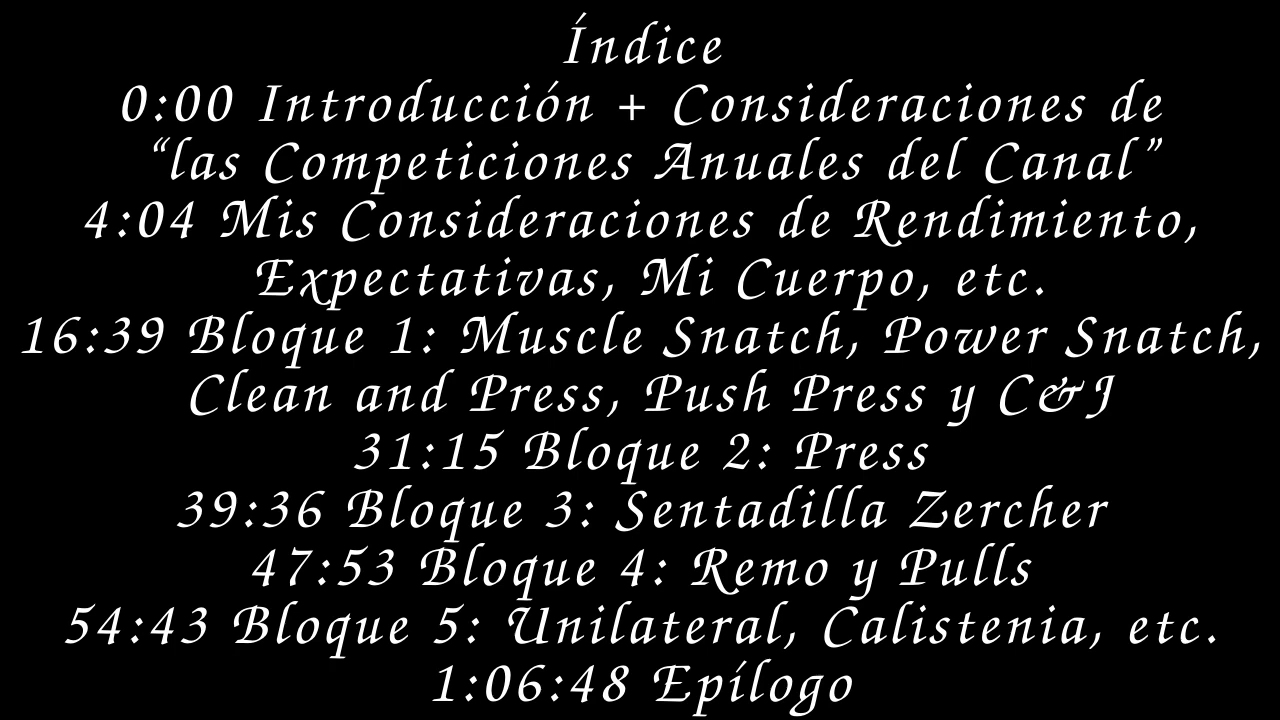 Índice
0:00 Introducción + Consideraciones de
“las Competiciones Anuales del Canal”
4:04 Mis Consideraciones de Rendimiento,
Expectativas, Mi Cuerpo, etc.
16:39 Bloque 1: Muscle Snatch, Power Snatch,
Clean and Press, Push Press y C&J
31:15 Bloque 2: Press
39:36 Bloque 3: Sentadilla Zercher
47:53 Bloque 4: Remo y Pulls
54:43 Bloque 5: Unilateral, Calistenia, etc.
1:06:48 Epílogo